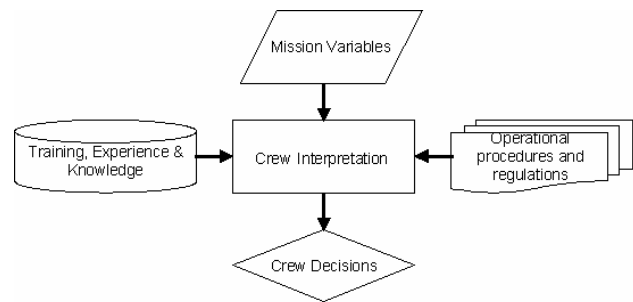 Mission Variables
Training, Experience &
Knowledge
Crew Interpretation
Operational
procedures and
regulations
Crew Decisions